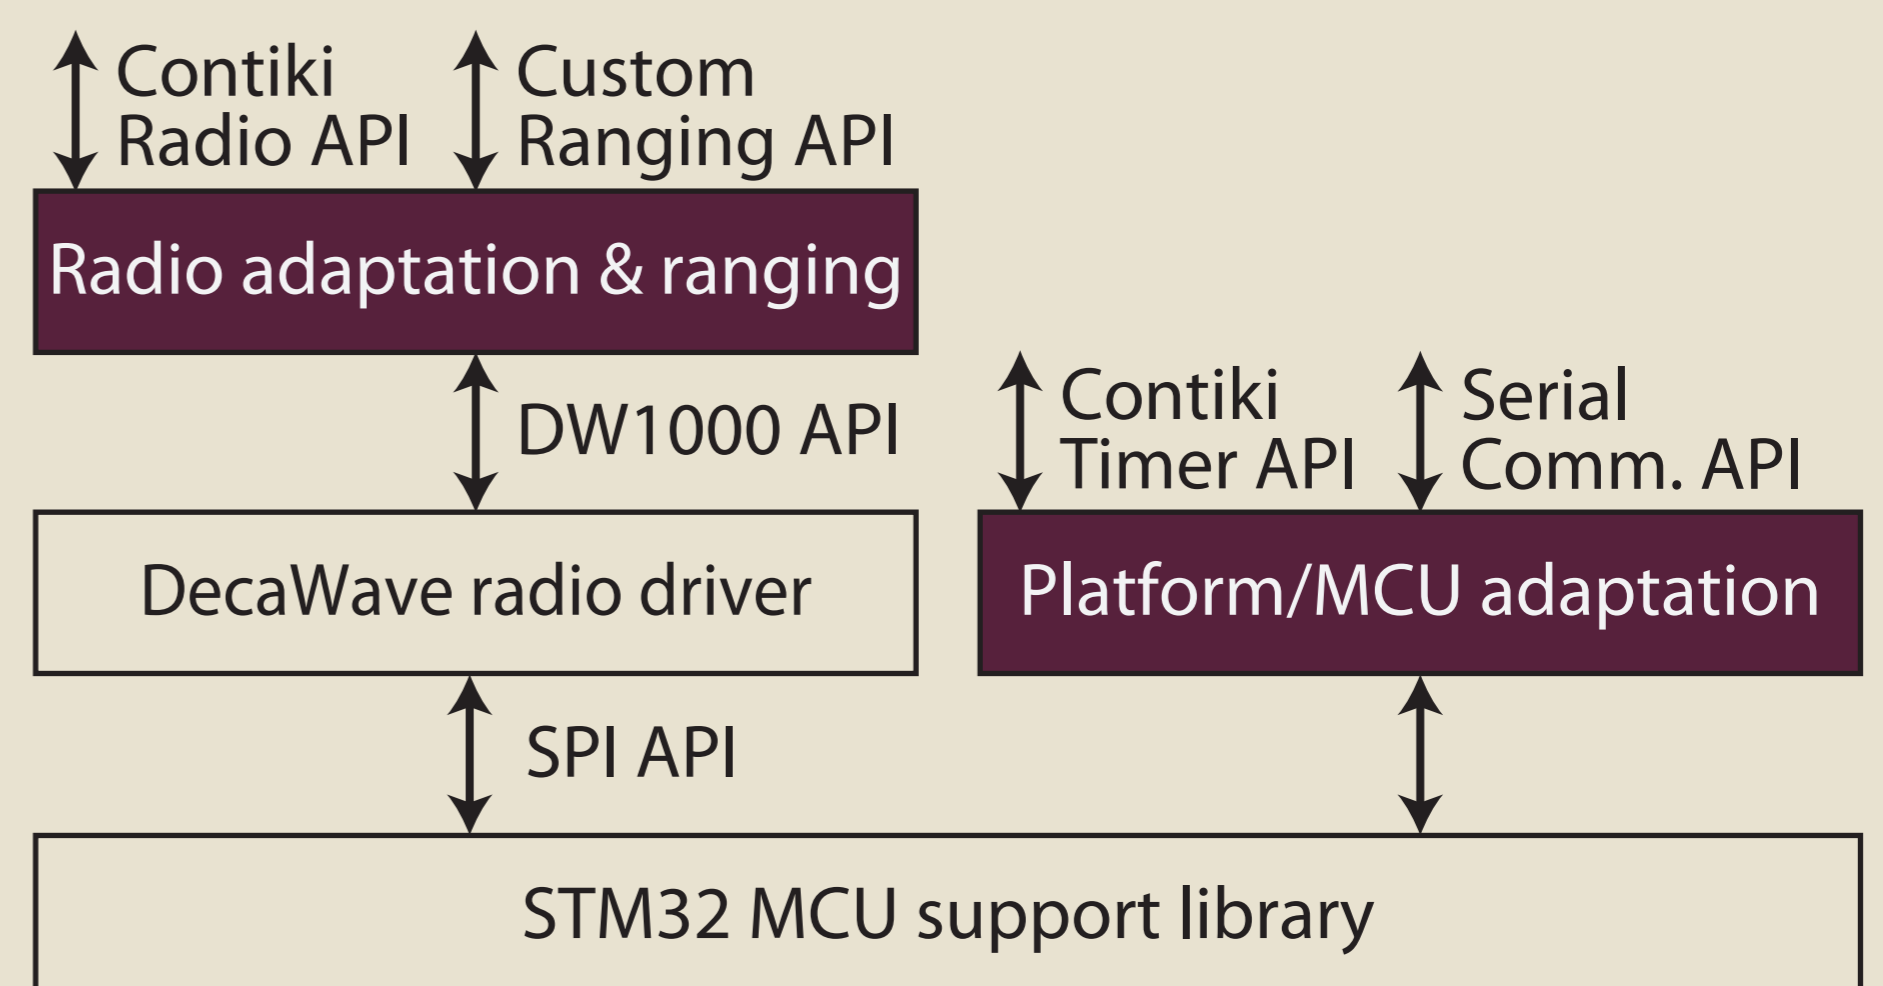 Contiki
Radio API
Custom
Ranging API
Radio adaptation & ranging
DW1000 API
Contiki
Timer API
Serial
Comm. API
DecaWave radio driver
Platform/MCU adaptation
SPI API
STM32 MCU support library